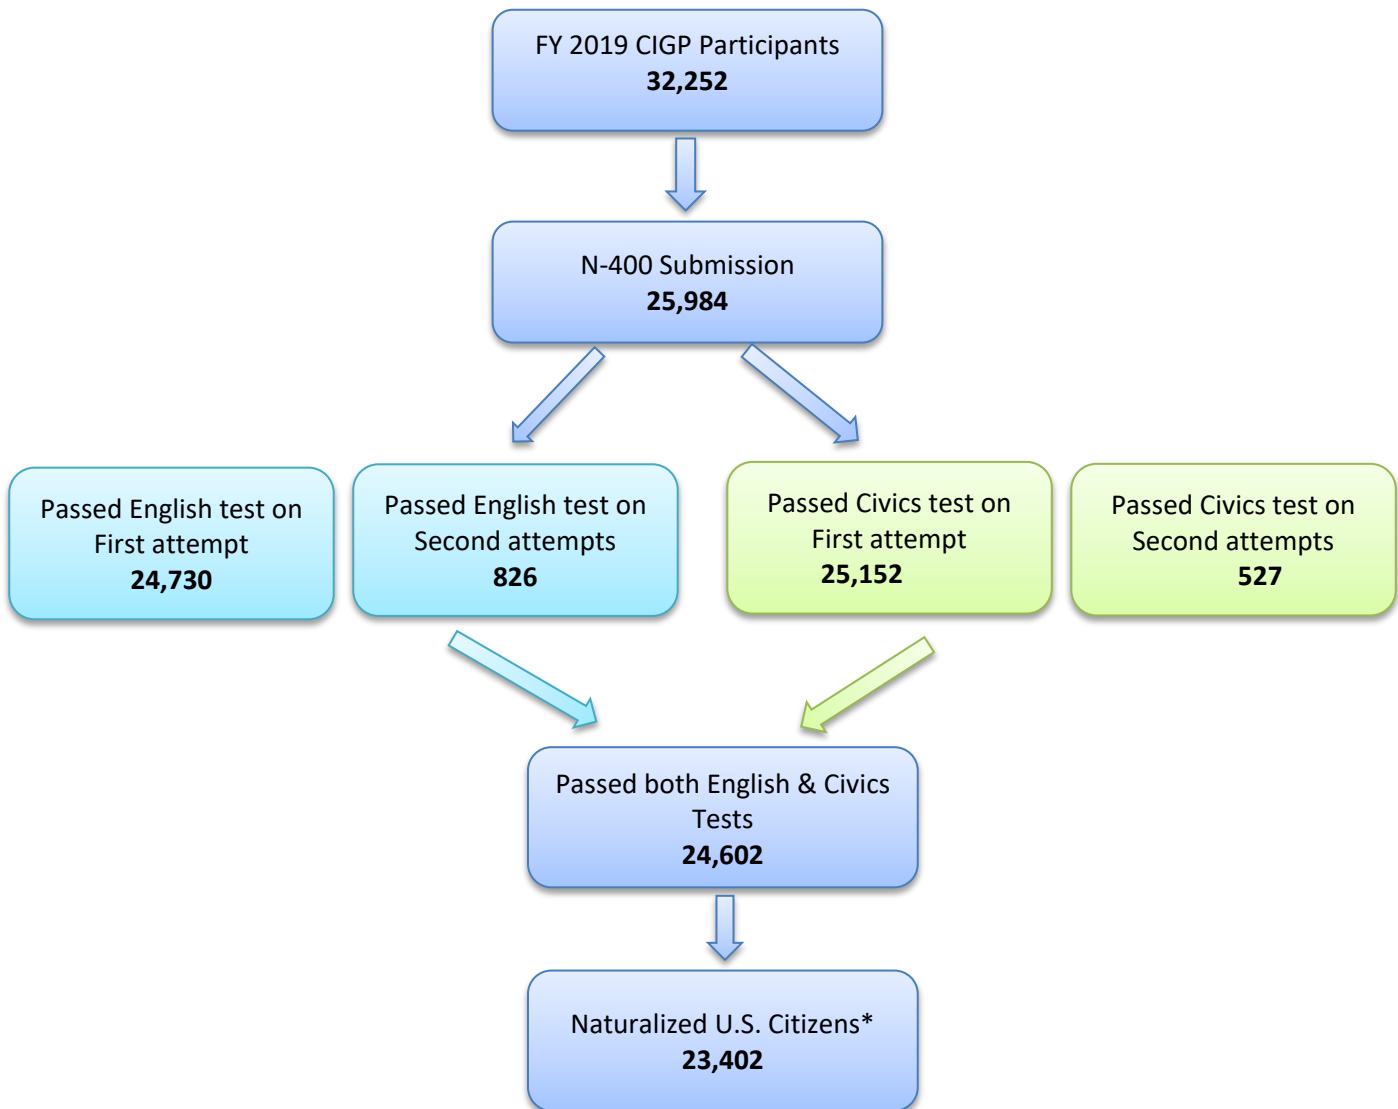 FY 2019 CIGP Participants
32,252
N-400 Submission
25,984
Passed English test on
First attempt
24,730
Passed English test on
Second attempts
826
Passed Civics test on
First attempt
25,152
Passed Civics test on
Second attempts
527
Passed both English & Civics
Tests
24,602
Naturalized U.S. Citizens*
23,402